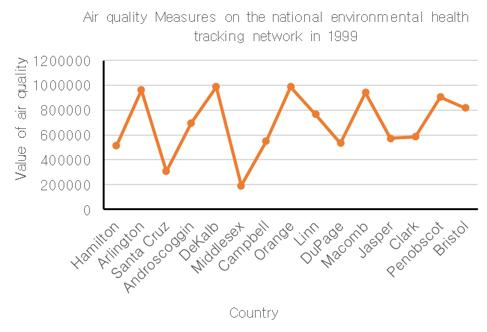 Air quality Measures on the national environmental health
tracking network in 1999
Value of air quality
1200000
1000000
800000
600000
400000
200000
0
Hamilton
Arlington
Santa Cruz
Androscoggin
DeKalb
Middlesex
Campbell
Orange
Linn
DuPage
Macomb
Jasper
Clark
Penobscot
Bristol
Country